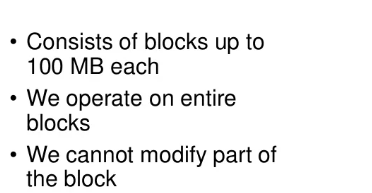 • Consists of blocks up to
100 MB each
• We operate on entire
blocks
• We cannot modify part of
the block